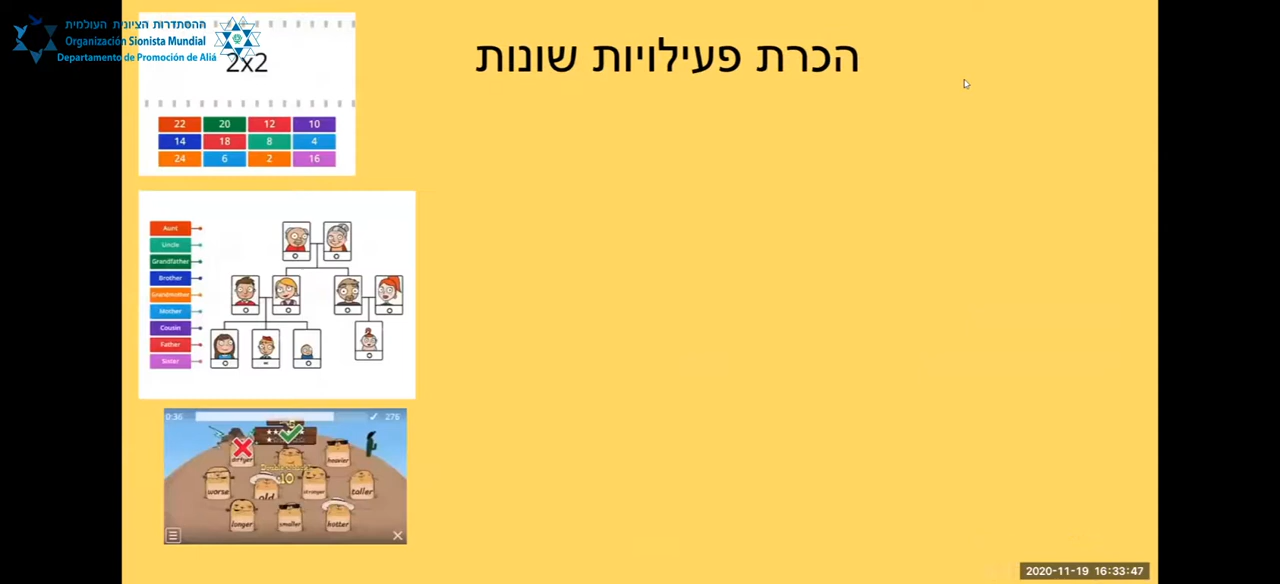 ההסתדרות הציונית העולמית
Organización Sionista Mundial
Departamento de Promoción de Aliá
הכרת פעילויות שונות
2x2
22 20 12 10
14 18 8 4
24 6 2 16
Aunt
Uncle
Grandfather
Brother
Grandmother
Mother
Cousin
Father
Sister
0:36
276
heavier
worse
old
stronger
taller
longer
smaller
hotter
2020-11-19 16:33:47